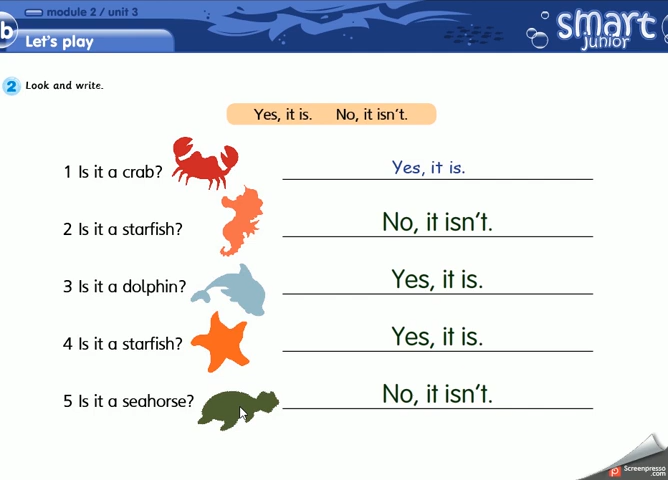 module 2 / unit 3
b
Let's play
smart
junior
2 Look and write.
Yes, it is. No, it isn't.
1 Is it a crab? Yes, it is.
2 Is it a starfish? No, it isn't.
3 Is it a dolphin? Yes, it is.
4 Is it a starfish? Yes, it is.
5 Is it a seahorse? No, it isn't.
Screenpresso
.com